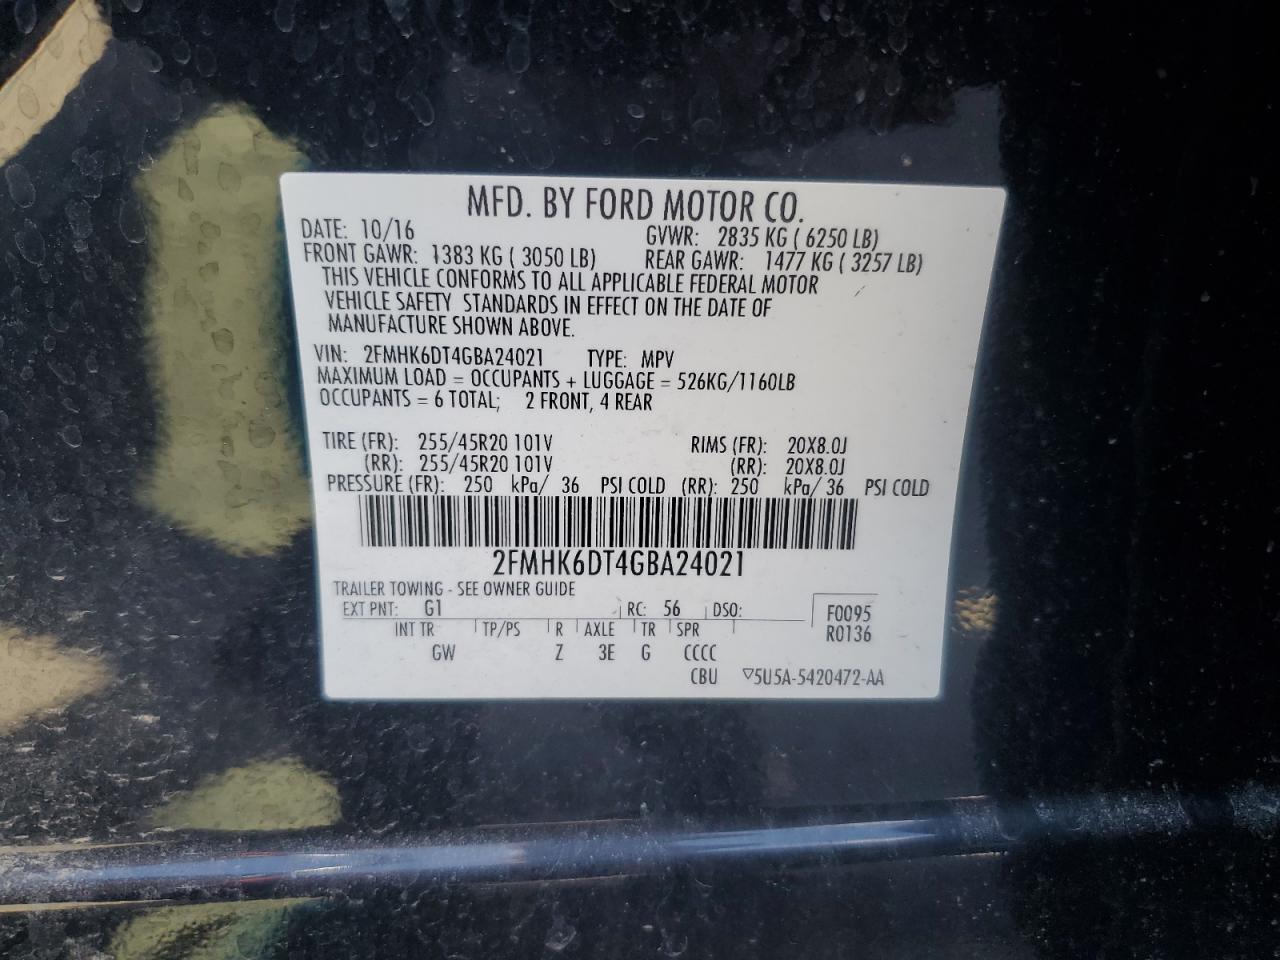 MFD. BY FORD MOTOR CO.
DATE: 10/16 GVWR: 2835 KG ( 6250 LB)
FRONT GAWR: 1383 KG ( 3050 LB) REAR GAWR: 1477 KG ( 3257 LB)
THIS VEHICLE CONFORMS TO ALL APPLICABLE FEDERAL MOTOR
VEHICLE SAFETY STANDARDS IN EFFECT ON THE DATE OF
MANUFACTURE SHOWN ABOVE.
VIN: 2FMHK6DT4GBA24021 TYPE: MPV
MAXIMUM LOAD = OCCUPANTS + LUGGAGE = 526KG/1160LB
OCCUPANTS = 6 TOTAL; 2 FRONT, 4 REAR
TIRE (FR): 255/45R20 101V RIMS (FR): 20X8.0J
(RR): 255/45R20 101V (RR): 20X8.0J
PRESSURE (FR): 250 kPa/ 36 PSI COLD (RR): 250 kPa/ 36 PSI COLD
2FMHK6DT4GBA24021
TRAILER TOWING - SEE OWNER GUIDE
EXT PNT: G1 RC: 56 DSO: F0095
INT TR TP/PS R AXLE TR SPR R0136
GW Z 3E G CCCC
CBU ▽5U5A-5420472-AA